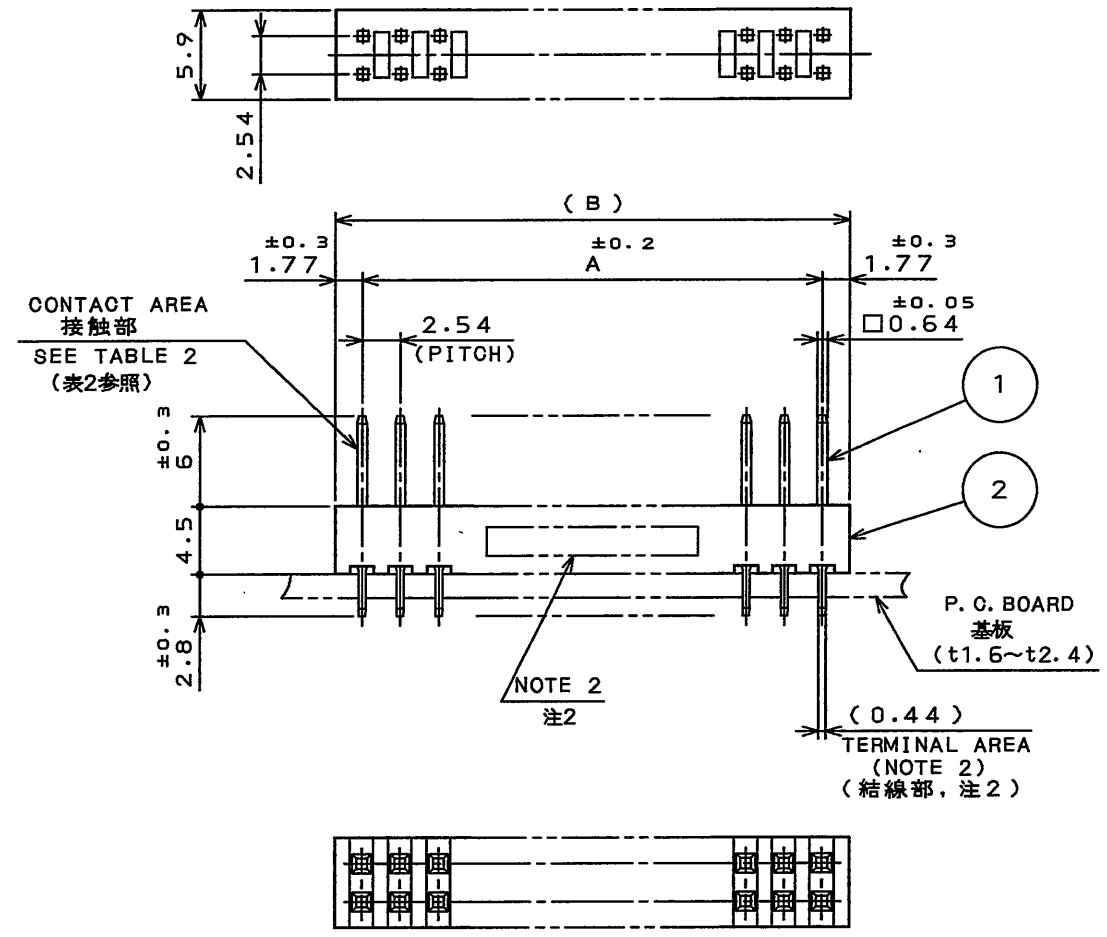 5.9
2.54
(B)
±0.3
1.77
±0.2
A
±0.3
1.77
±0.05
□0.64
CONTACT AREA
接触部
SEE TABLE 2
(表2参照)
2.54
(PITCH)
1
±0.3
6
2
4.5
±0.3
2.8
P.C.BOARD
基板
(t1.6~t2.4)
NOTE 2
注2
(0.44)
TERMINAL AREA
(NOTE 2)
(結線部,注2)